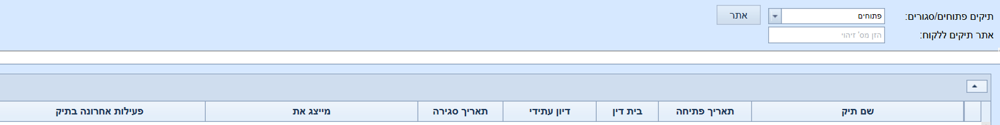 תיקים פתוחים/סגורים: פתוחים אתר
אתר תיקים ללקוח: הזן מס' זיהוי
שם תיק תאריך פתיחה בית דין דיון עתידי תאריך סגירה מייצג את פעילות אחרונה בתיק